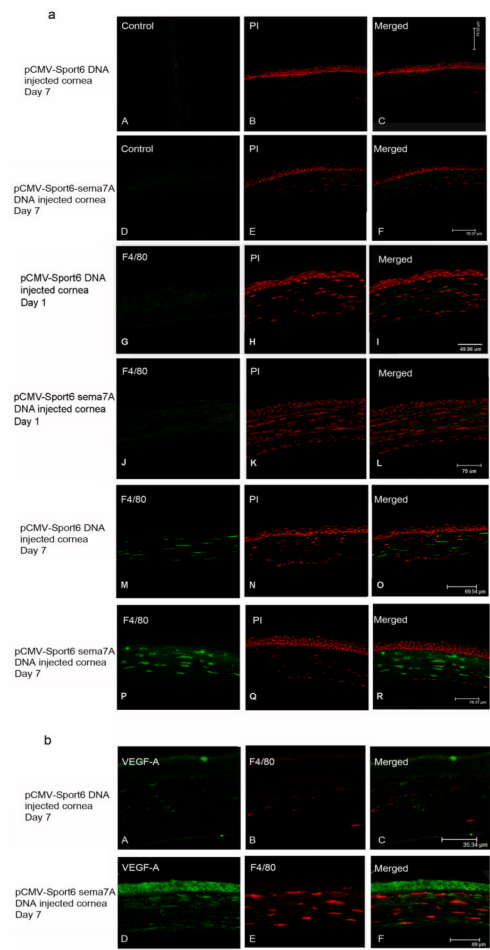 a
Control
PI
Merged
pCMV-Sport6 DNA
injected cornea
Day 7
A
B
C
Control
PI
Merged
pCMV-Sport6-sema7A
DNA injected cornea
Day 7
D
E
F
F4/80
PI
Merged
pCMV-Sport6 DNA
injected cornea
Day 1
G
H
I
49.98 um
F4/80
PI
Merged
pCMV-Sport6 sema7A
DNA injected cornea
Day 1
J
K
L
75 um
F4/80
PI
Merged
pCMV-Sport6 DNA
injected cornea
Day 7
M
N
O
69.54 um
F4/80
PI
Merged
pCMV-Sport6 sema7A
DNA injected cornea
Day 7
P
Q
R
b
VEGF-A
F4/80
Merged
pCMV-Sport6 DNA
injected cornea
Day 7
A
B
C
35.34 um
VEGF-A
F4/80
Merged
pCMV-Sport6 sema7A
DNA injected cornea
Day 7
D
E
F
69 um